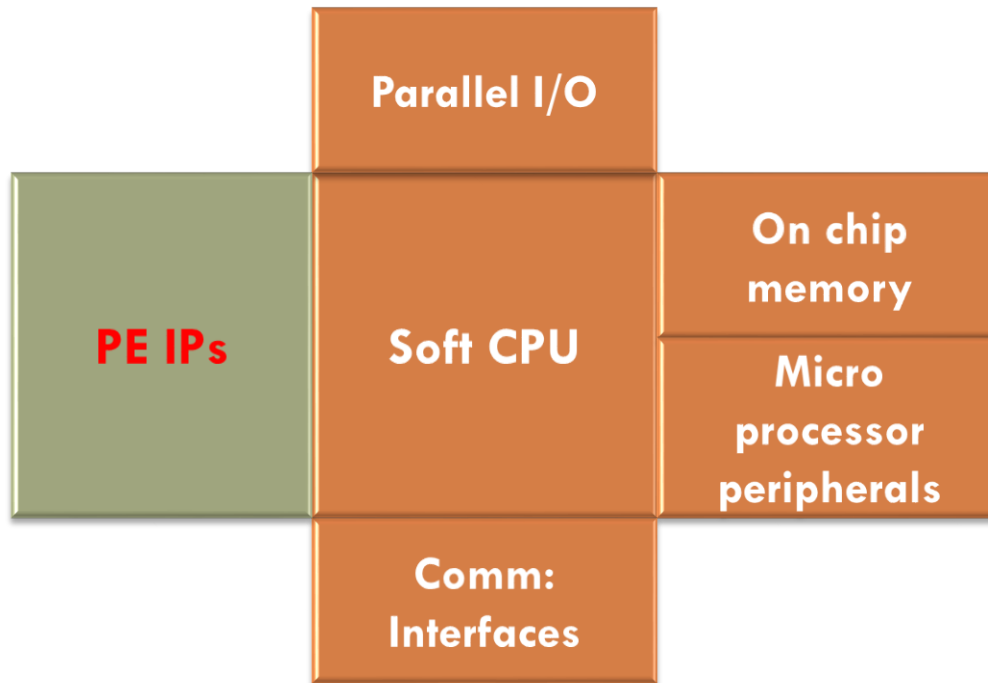 Parallel I/O
PE IPs
Soft CPU
On chip
memory
Micro
processor
peripherals
Comm:
Interfaces